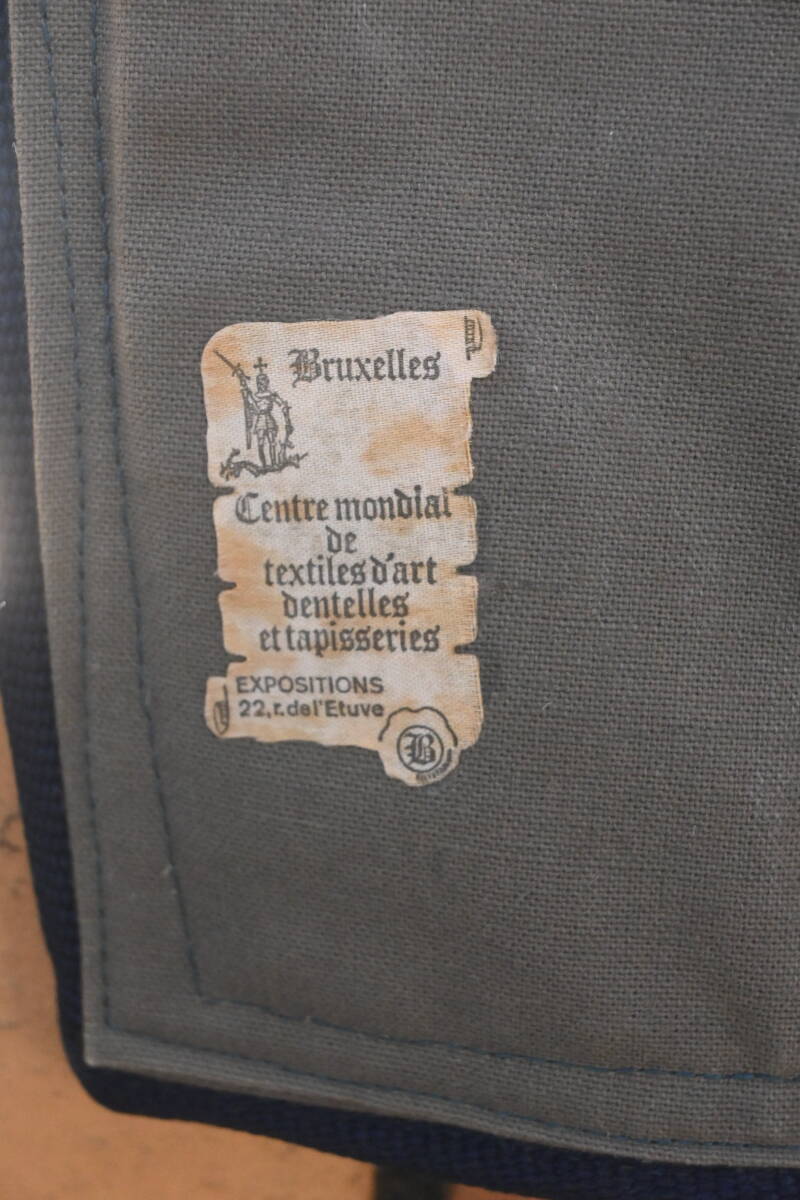 Bruxelles
Centre mondial
de
textiles d'art
dentelles
et tapisseries
EXPOSITIONS
22, r. de l'Etuve
B